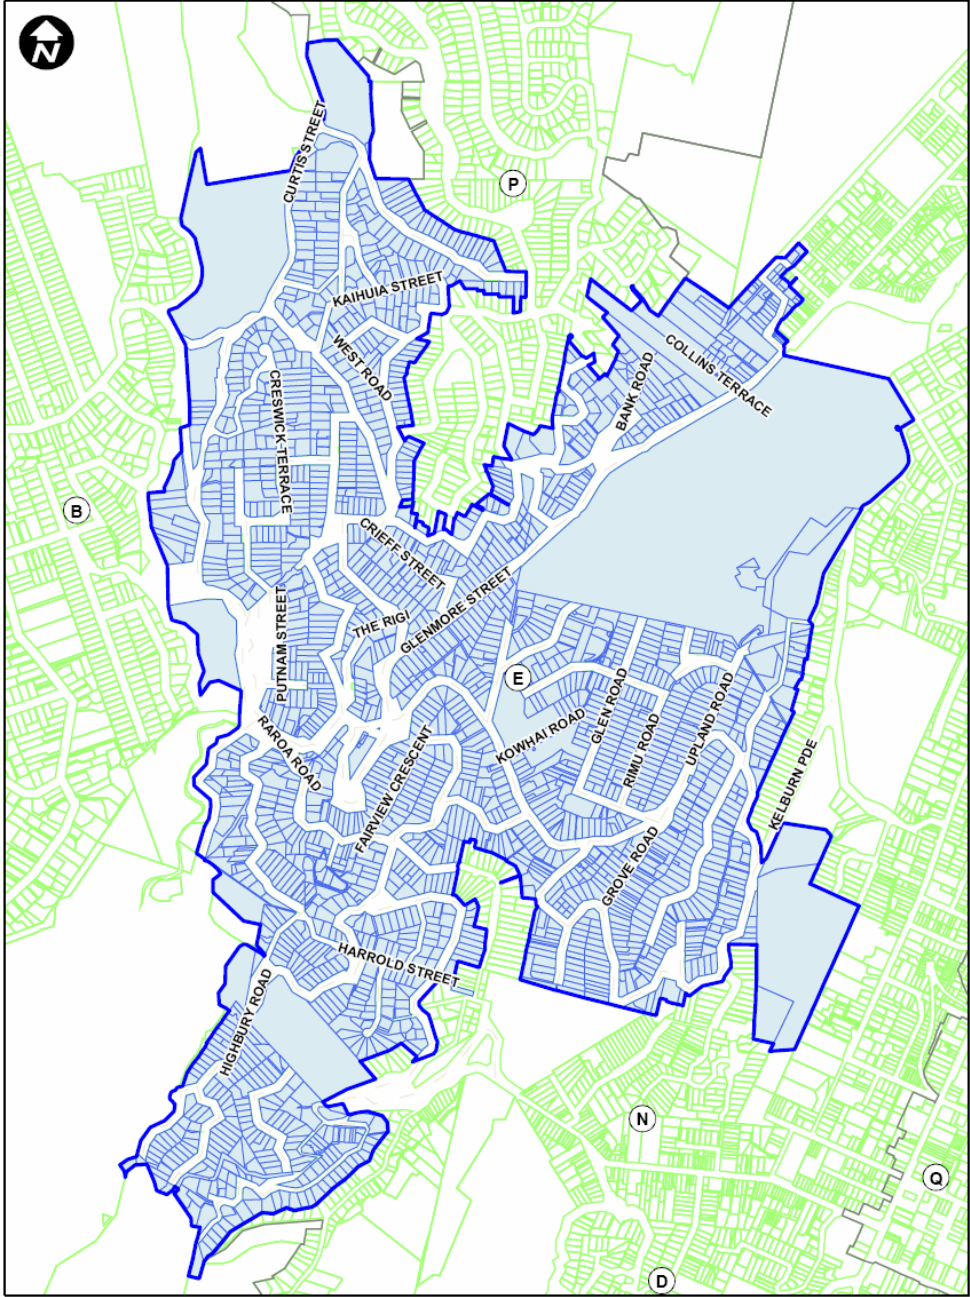 N
CURTIS STREET
P
KAIHUIA STREET
WEST ROAD
COLLINS TERRACE
BANK ROAD
CRESWICK TERRACE
B
CRIEFF STREET
GLENMORE STREET
PUTNAM STREET
THE RIGI
E
GLEN ROAD
UPLAND ROAD
KOWHAI ROAD
RIMU ROAD
RAROA ROAD
FAIRVIEW CRESCENT
KELBURN PDE
GROVE ROAD
HARROLD STREET
HIGHBURY ROAD
N
Q
D